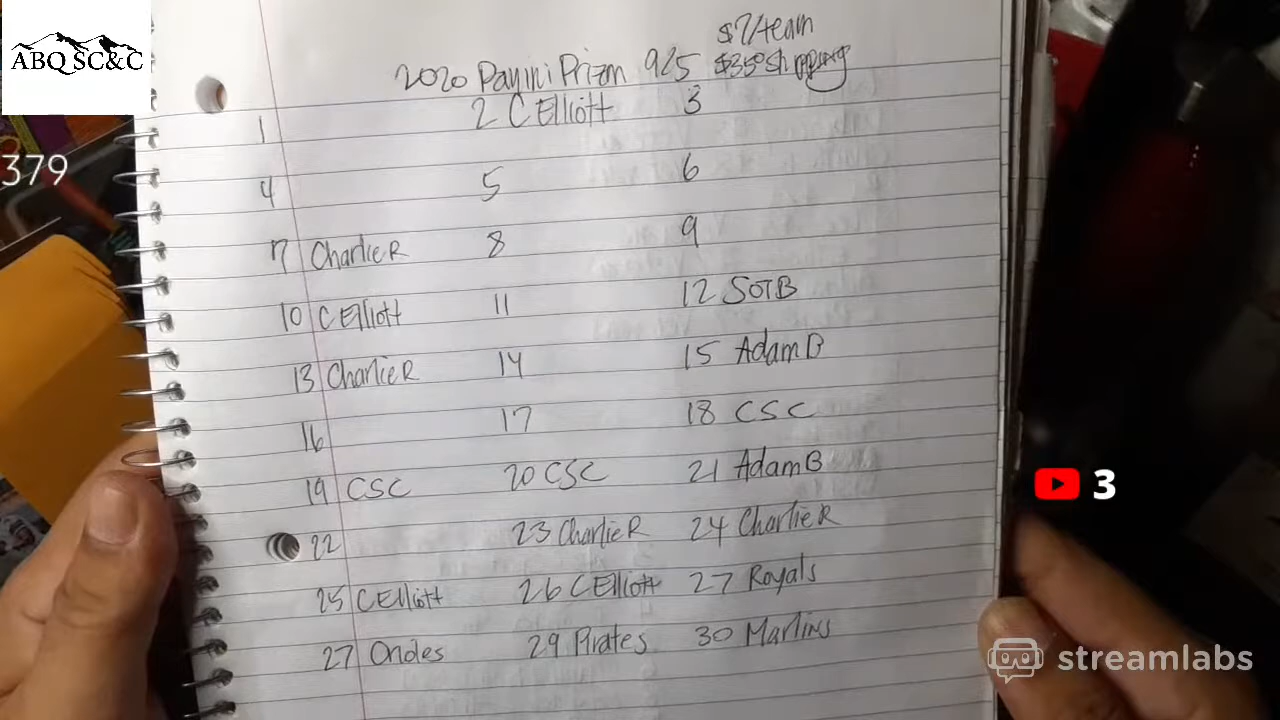 ABQ SC&C
$7/team
2020 Panini Prizm 925 $3.50 shipping
1 2 C Elliott 3
379
4 5 6
7 Charlie R 8 9
10 C Elliott 11 12 SOTB
13 Charlie R 14 15 Adam B
16 17 18 CSC
19 CSC 20 CSC 21 Adam B
3
22 23 Charlie R 24 Charlie R
25 C Elliott 26 C Elliott 27 Royals
27 Orioles 29 Pirates 30 Marlins
streamlabs